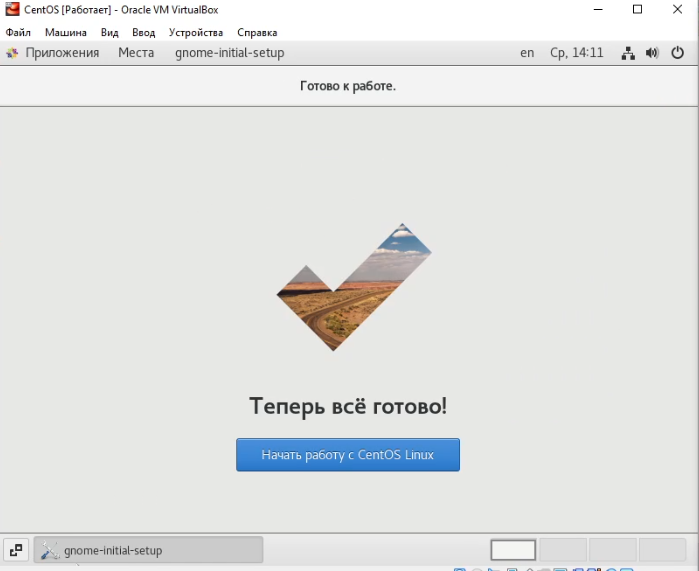 CentOS [Работает] - Oracle VM VirtualBox
Файл Машина Вид Ввод Устройства Справка
Приложения Места gnome-initial-setup en Ср, 14:11
Готово к работе.
Теперь всё готово!
Начать работу с CentOS Linux
gnome-initial-setup